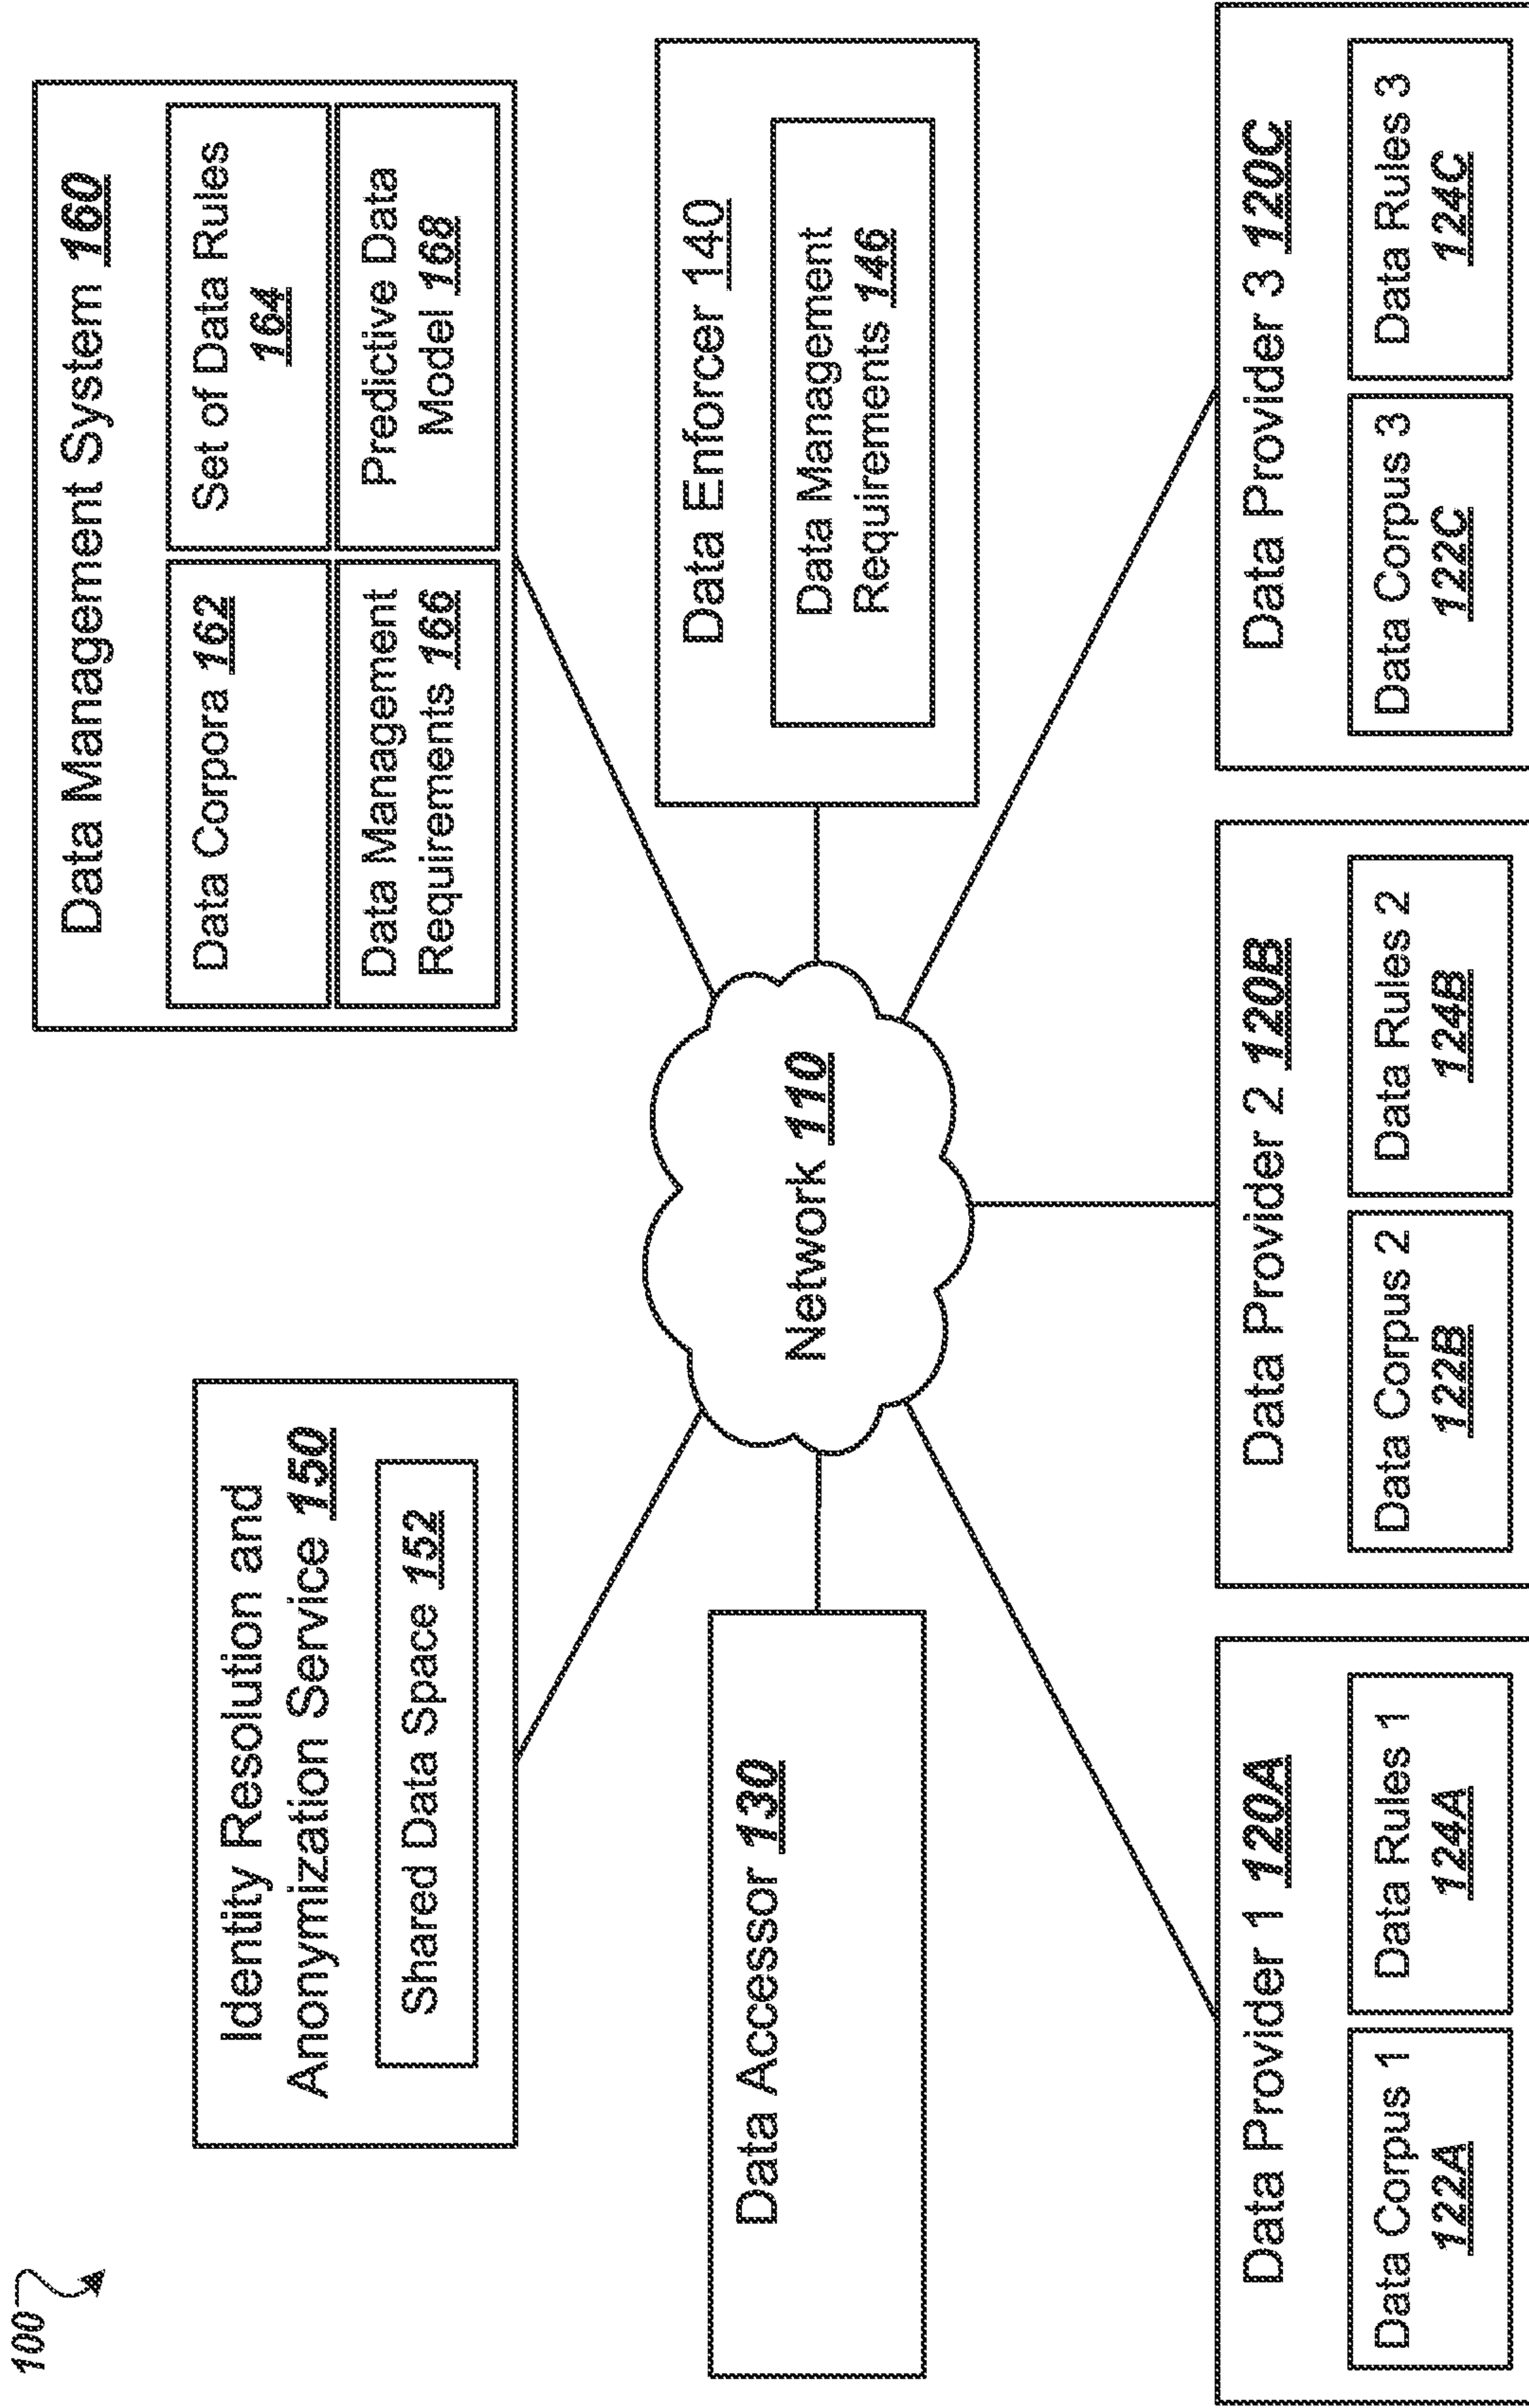 100
Identity Resolution and
Anonymization Service 150
Shared Data Space 152
Data Management System 160
Data Corpora 162
Set of Data Rules
164
Data Management
Requirements 166
Predictive Data
Model 168
Data Accessor 130
Network 110
Data Enforcer 140
Data Management
Requirements 146
Data Provider 1 120A
Data Corpus 1
122A
Data Rules 1
124A
Data Provider 2 120B
Data Corpus 2
122B
Data Rules 2
124B
Data Provider 3 120C
Data Corpus 3
122C
Data Rules 3
124C